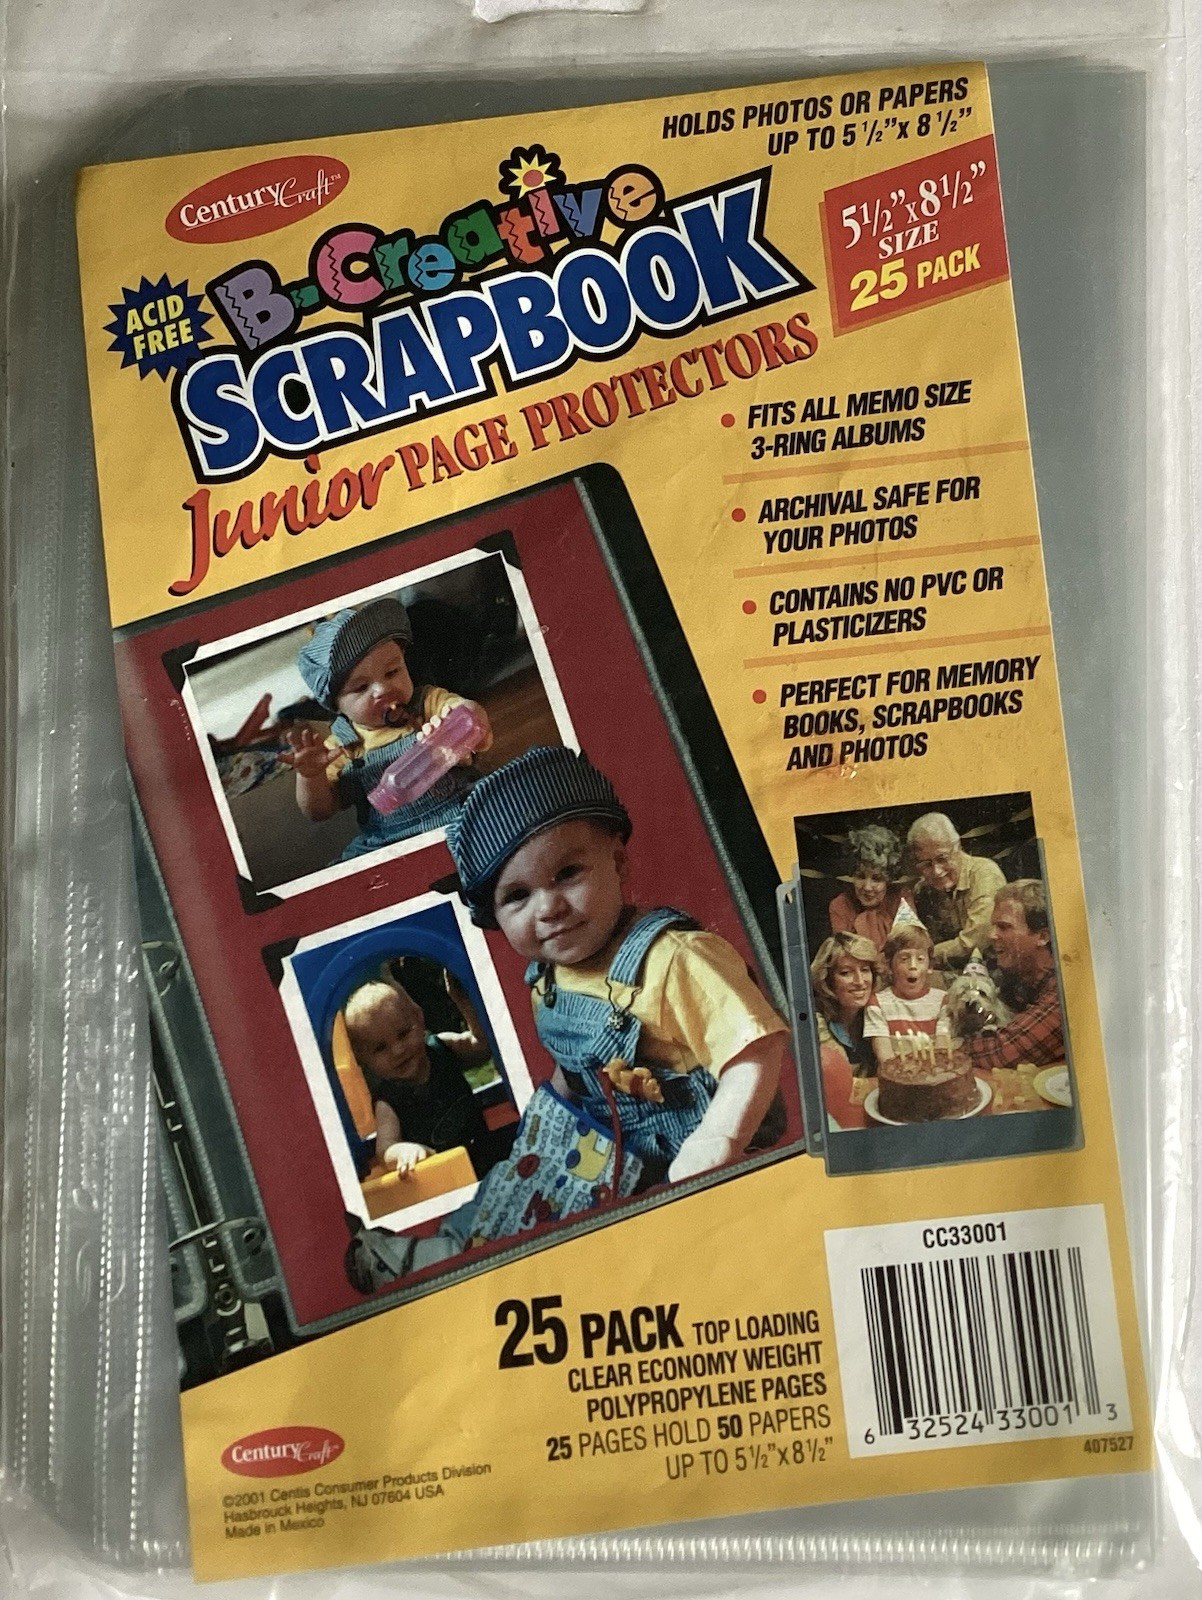 HOLDS PHOTOS OR PAPERS
UP TO 5 1/2" x 8 1/2"
CenturyCraft™
5 1/2" x 8 1/2"
SIZE
25 PACK
ACID
FREE
B-Creative
SCRAPBOOK
Junior PAGE PROTECTORS
• FITS ALL MEMO SIZE
3-RING ALBUMS
• ARCHIVAL SAFE FOR
YOUR PHOTOS
• CONTAINS NO PVC OR
PLASTICIZERS
• PERFECT FOR MEMORY
BOOKS, SCRAPBOOKS
AND PHOTOS
25 PACK TOP LOADING
CLEAR ECONOMY WEIGHT
POLYPROPYLENE PAGES
25 PAGES HOLD 50 PAPERS
UP TO 5 1/2" X 8 1/2"
CC33001
6 32524 33001 3
407527
CenturyCraft™
©2001 Centis Consumer Products Division
Hasbrouck Heights, NJ 07604 USA
Made in Mexico